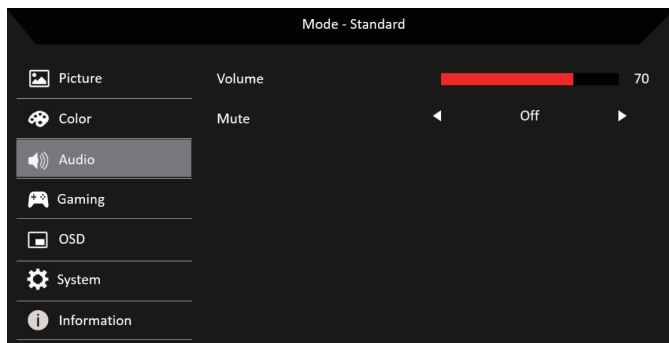 Mode - Standard
Picture
Volume 70
Color
Mute Off
Audio
Gaming
OSD
System
Information